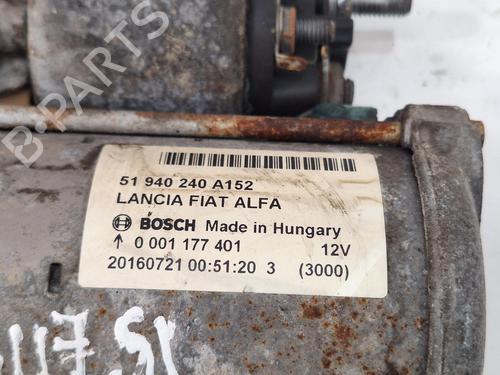 B-PARTS
51 940 240 A152
LANCIA FIAT ALFA
BOSCH Made in Hungary
0 001 177 401 12V
20160721 00:51:20 3 (3000)